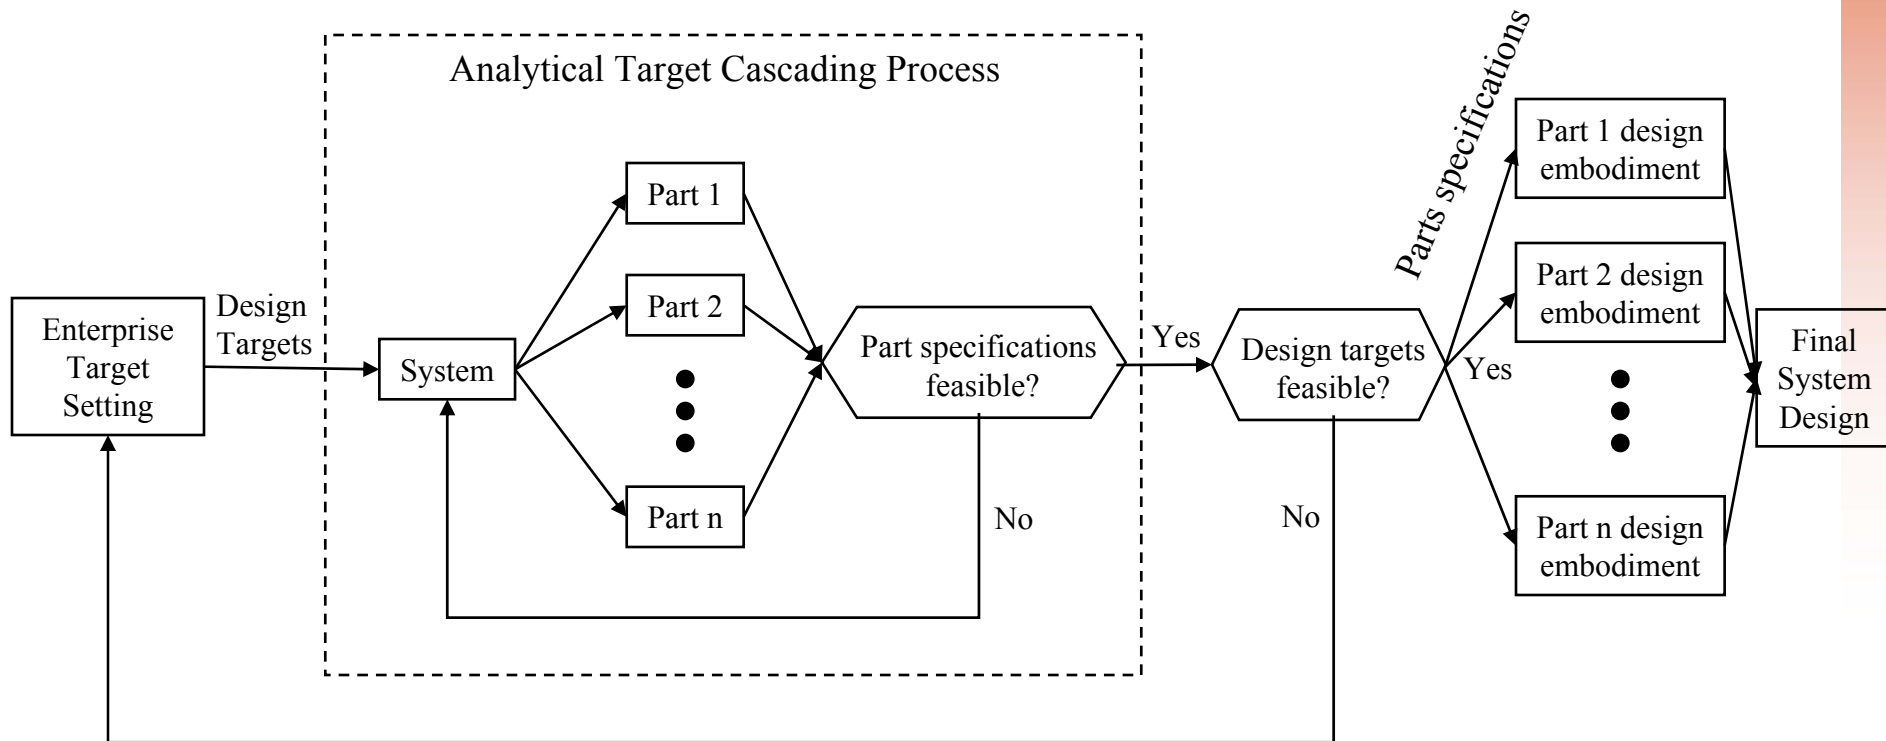 Analytical Target Cascading Process
Parts specifications
Enterprise
Target
Setting
Design
Targets
System
Part 1
Part 2
Part n
Part specifications
feasible?
No
Yes
Design targets
feasible?
No
Yes
Part 1 design
embodiment
Part 2 design
embodiment
Part n design
embodiment
Final
System
Design